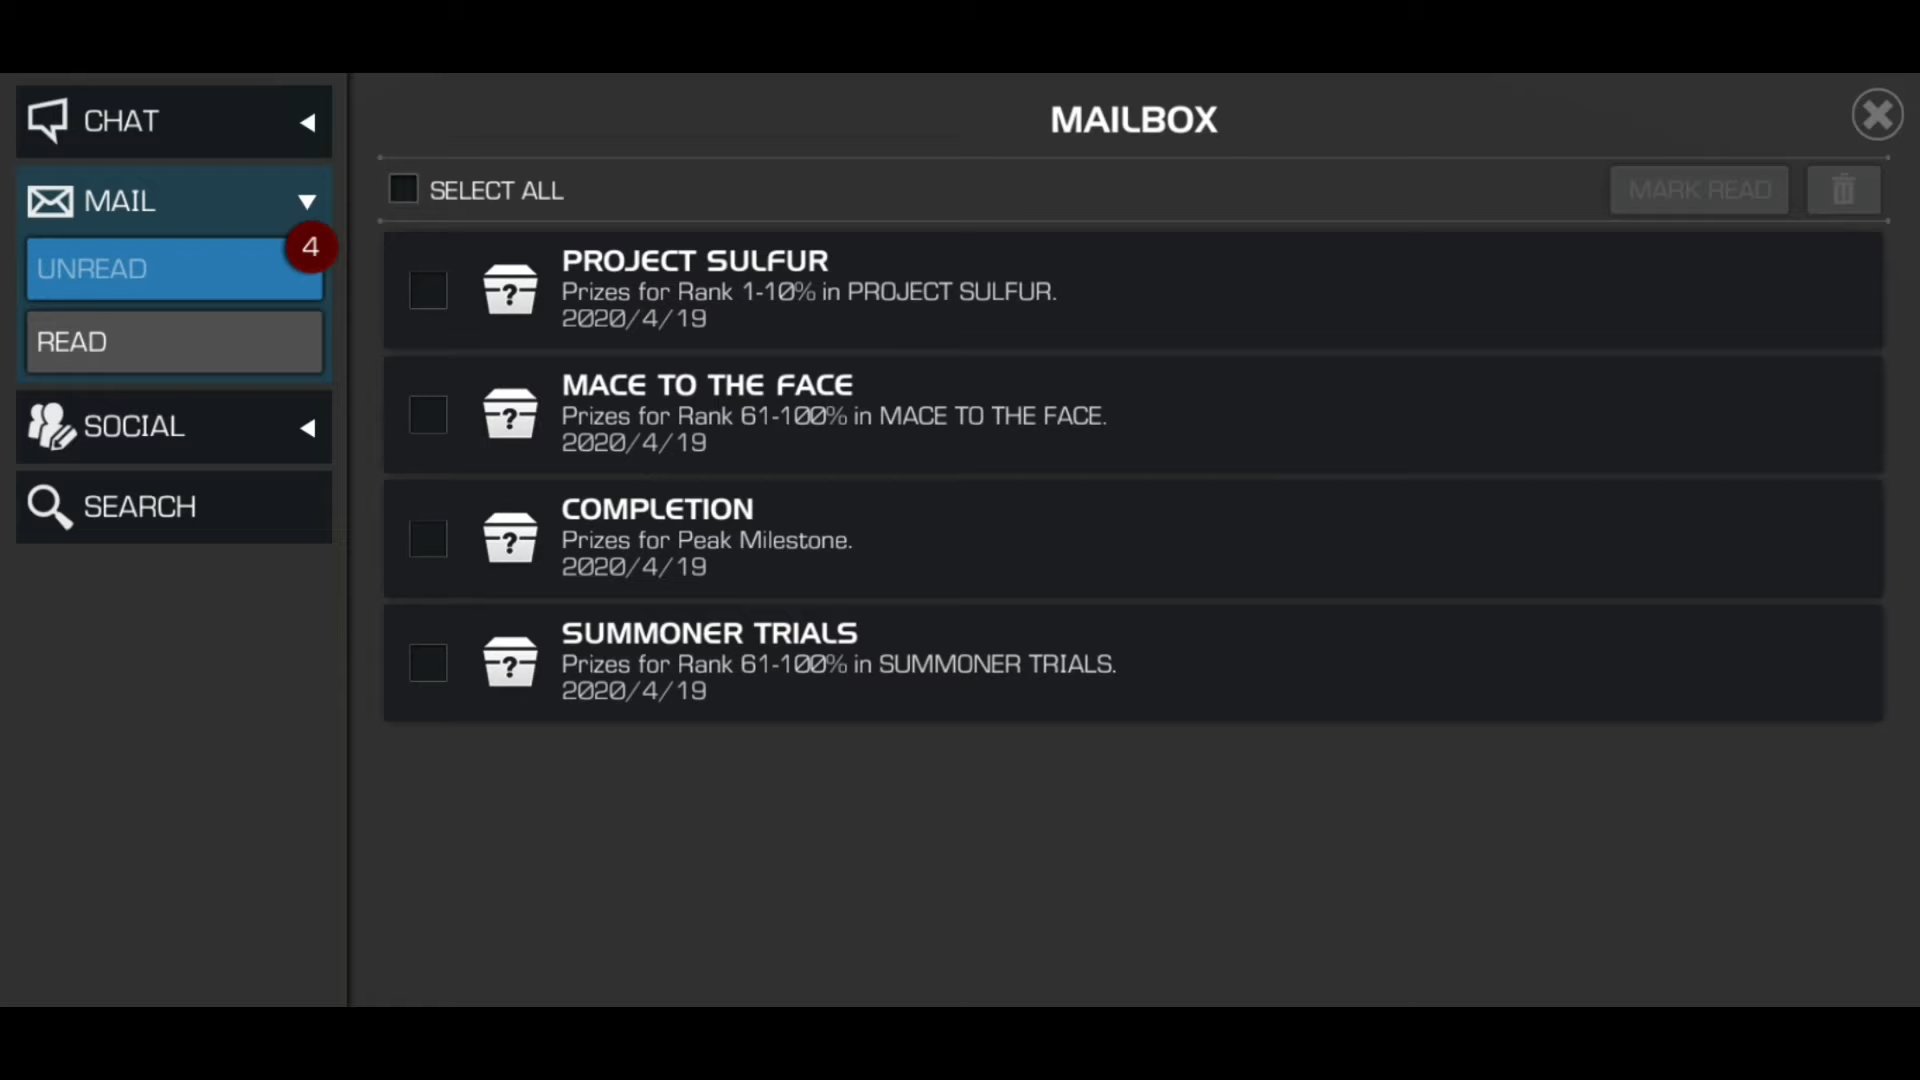 CHAT
MAIL
4
UNREAD
READ
SOCIAL
SEARCH
MAILBOX
SELECT ALL
MARK READ
PROJECT SULFUR
Prizes for Rank 1-10% in PROJECT SULFUR.
2020/4/19
MACE TO THE FACE
Prizes for Rank 61-100% in MACE TO THE FACE.
2020/4/19
COMPLETION
Prizes for Peak Milestone.
2020/4/19
SUMMONER TRIALS
Prizes for Rank 61-100% in SUMMONER TRIALS.
2020/4/19